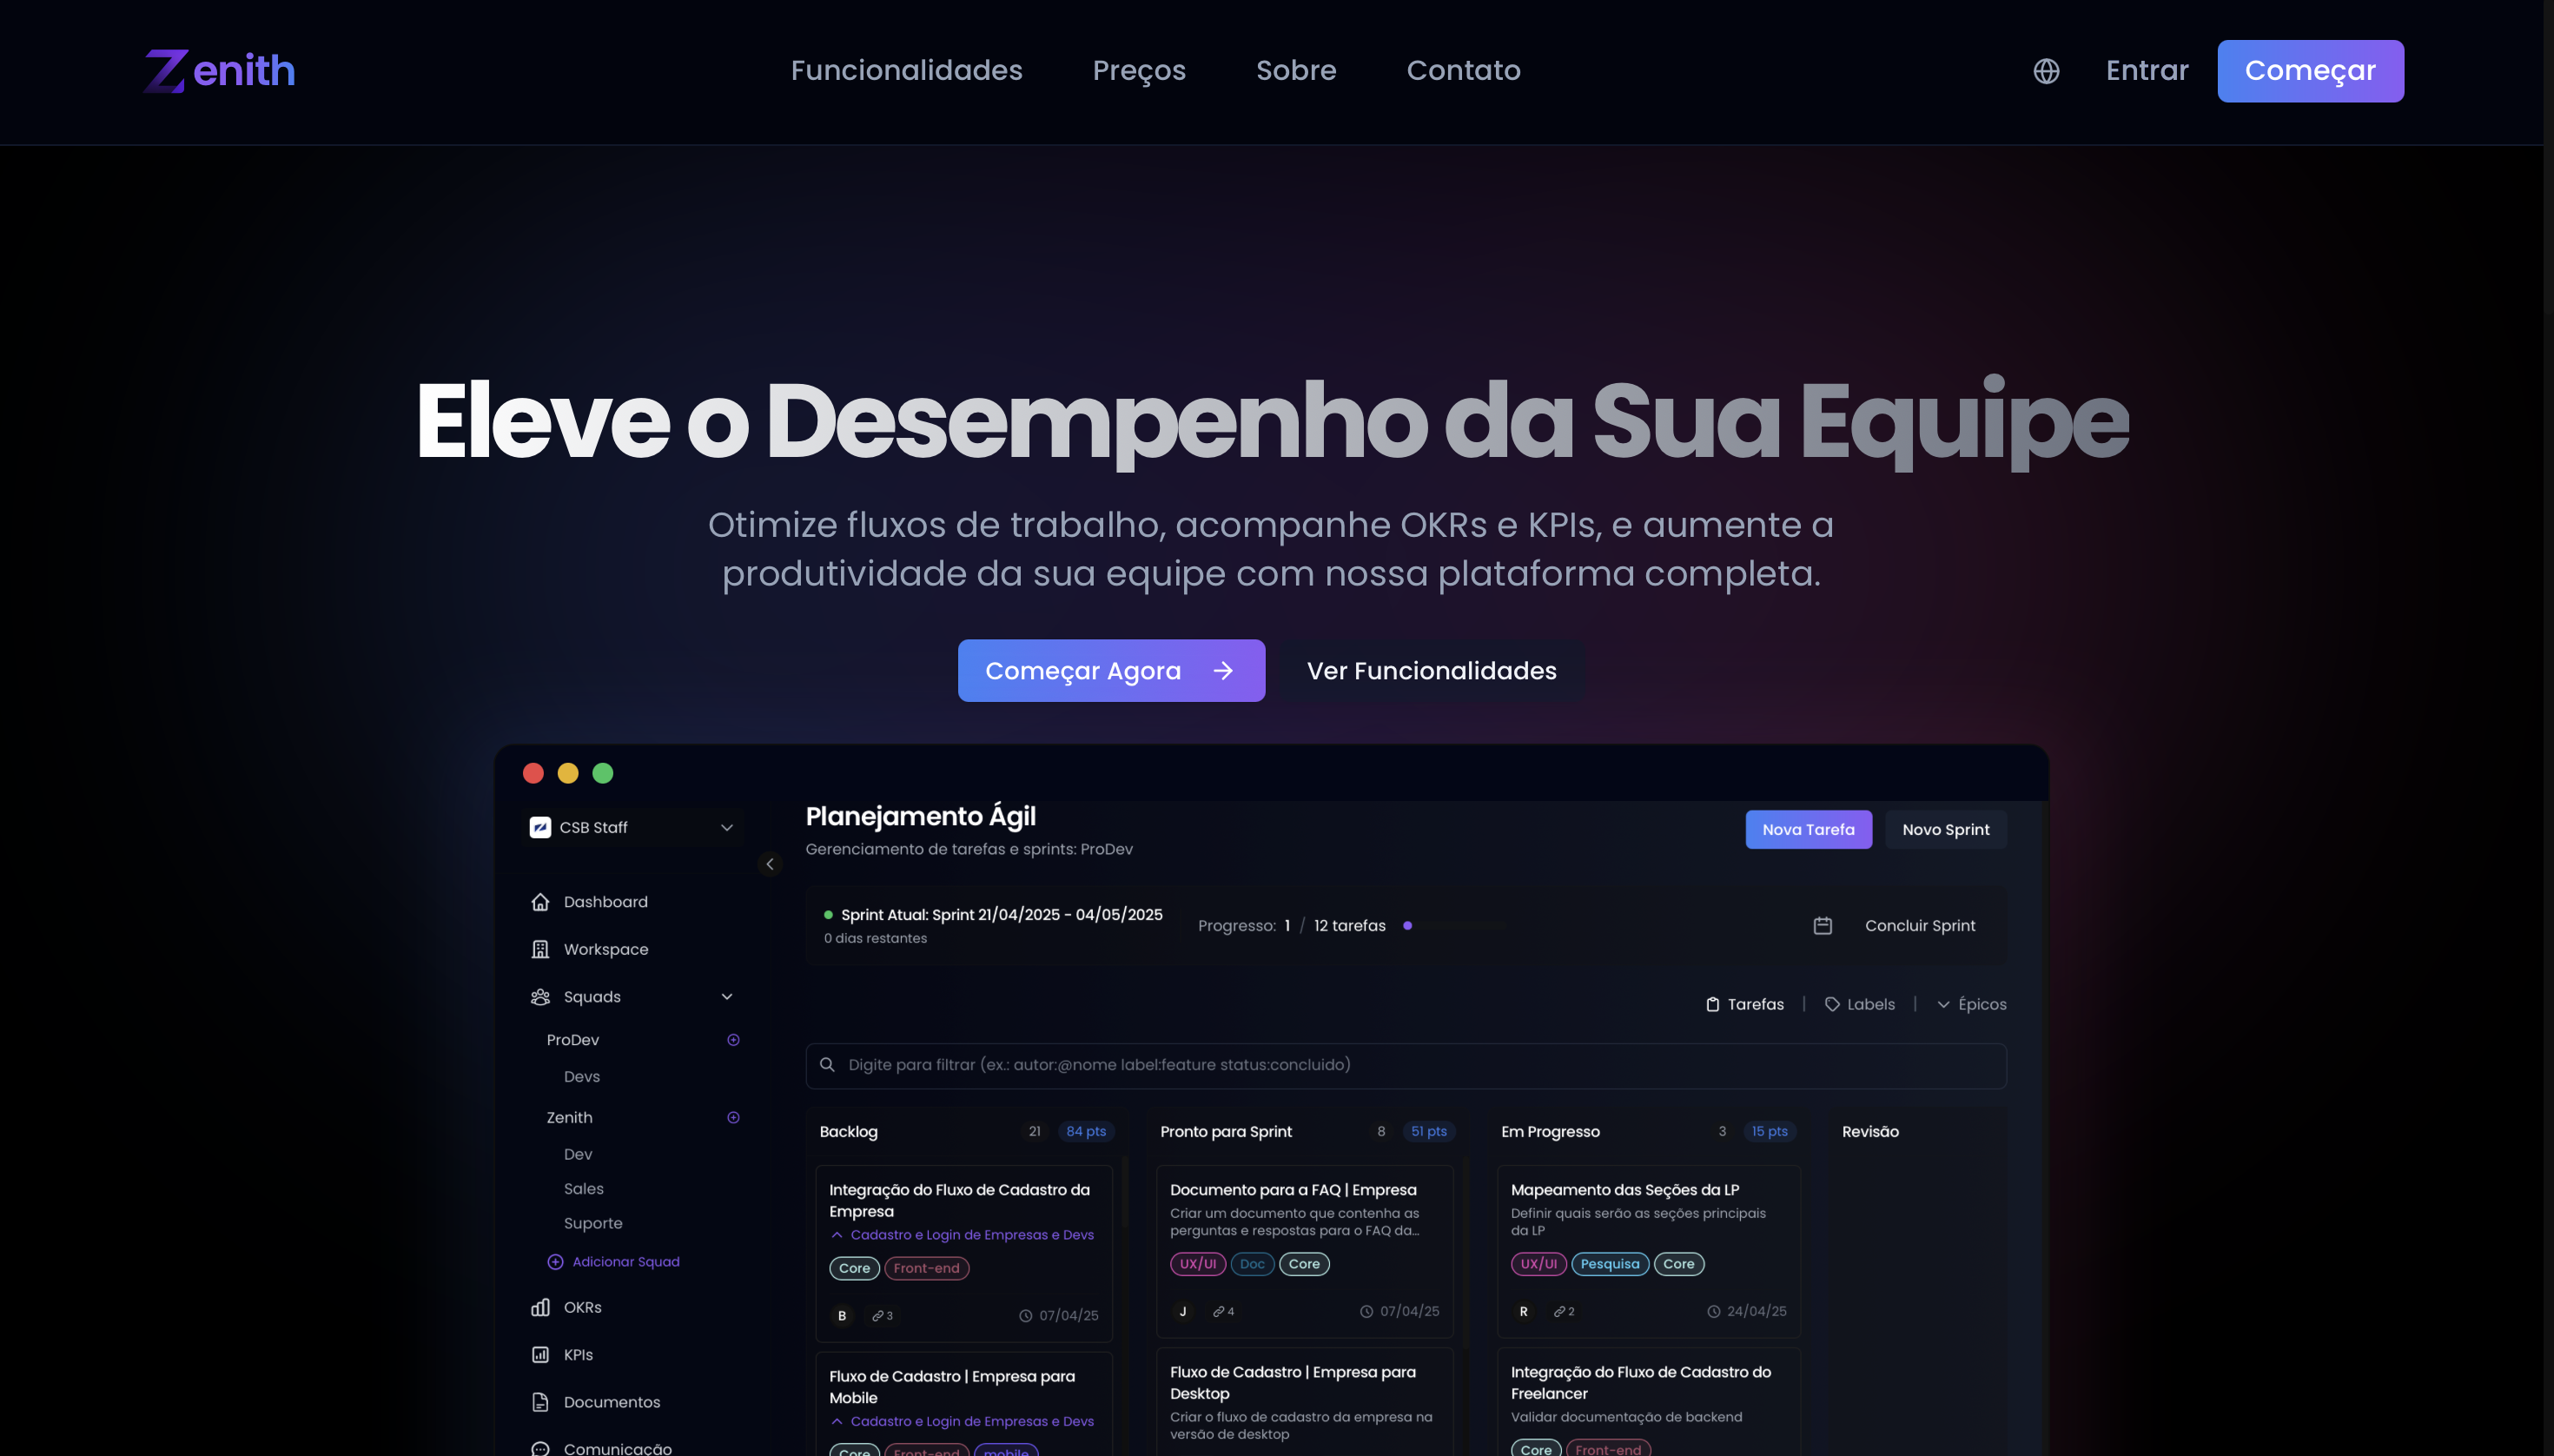 Zenith
Funcionalidades
Preços
Sobre
Contato
Entrar
Começar
Eleve o Desempenho da Sua Equipe
Otimize fluxos de trabalho, acompanhe OKRs e KPIs, e aumente a
produtividade da sua equipe com nossa plataforma completa.
Começar Agora
Ver Funcionalidades
CSB Staff
Dashboard
Workspace
Squads
ProDev
Devs
Zenith
Dev
Sales
Suporte
Adicionar Squad
OKRs
KPIs
Documentos
Comunicação
Planejamento Ágil
Gerenciamento de tarefas e sprints: ProDev
Nova Tarefa
Novo Sprint
Sprint Atual: Sprint 21/04/2025 - 04/05/2025
0 dias restantes
Progresso: 1 / 12 tarefas
Concluir Sprint
Tarefas | Labels | Épicos
Digite para filtrar (ex.: autor:@nome label:feature status:concluido)
Backlog 21 84 pts
Integração do Fluxo de Cadastro da
Empresa
Cadastro e Login de Empresas e Devs
Core Front-end
B 3 07/04/25
Fluxo de Cadastro | Empresa para
Mobile
Cadastro e Login de Empresas e Devs
Core Front-end mobile
Pronto para Sprint 8 51 pts
Documento para a FAQ | Empresa
Criar um documento que contenha as
perguntas e respostas para o FAQ da...
UX/UI Doc Core
J 4 07/04/25
Fluxo de Cadastro | Empresa para
Desktop
Criar o fluxo de cadastro da empresa na
versão de desktop
Em Progresso 3 15 pts
Mapeamento das Seções da LP
Definir quais serão as seções principais
da LP
UX/UI Pesquisa Core
R 2 24/04/25
Integração do Fluxo de Cadastro do
Freelancer
Validar documentação de backend
Core Front-end
Revisão